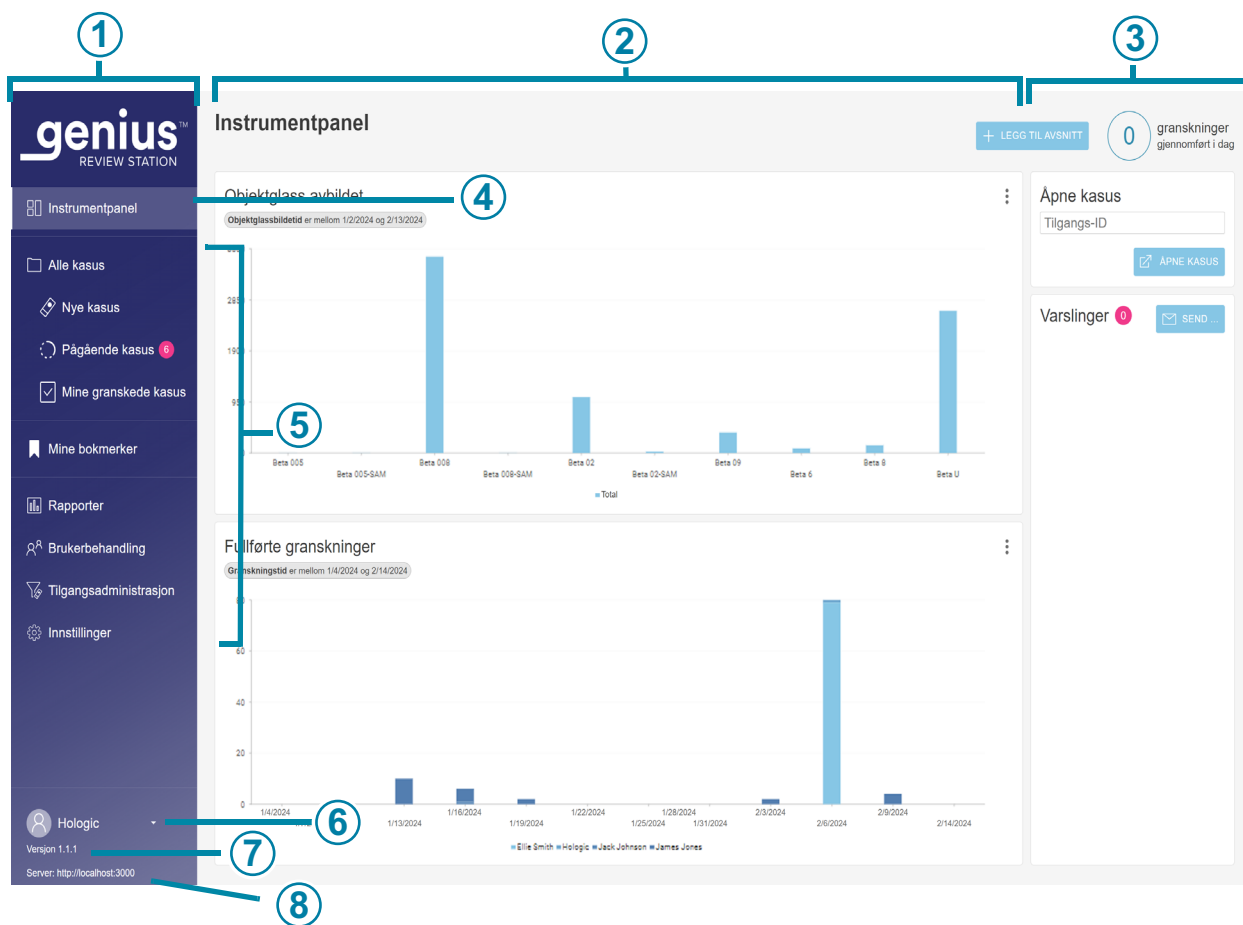 1
2
3
genius™
REVIEW STATION
Instrumentpanel
Alle kasus
Nye kasus
Pågående kasus 6
Mine granskede kasus
Mine bokmerker
Rapporter
Brukerbehandling
Tilgangsadministrasjon
Innstillinger
Hologic
Versjon 1.1.1
Server: http://localhost:3000
Instrumentpanel
+ LEGG TIL AVSNITT
0
granskninger
gjennomført i dag
Objektglass avbildet
4
Objektglassbildetid er mellom 1/2/2024 og 2/13/2024
2850
1900
950
0
5
Beta 005
Beta 005-SAM
Beta 008
Beta 008-SAM
Beta 02
Beta 02-SAM
Beta 09
Beta 6
Beta 8
Beta U
Total
Fullførte granskninger
Granskningstid er mellom 1/4/2024 og 2/14/2024
80
60
40
20
0
1/4/2024
1/13/2024
1/16/2024
1/19/2024
1/22/2024
1/25/2024
1/28/2024
1/31/2024
2/3/2024
2/6/2024
2/9/2024
2/14/2024
Ellie Smith Hologic Jack Johnson James Jones
Åpne kasus
Tilgangs-ID
ÅPNE KASUS
Varslinger 0
SEND ...
6
7
8